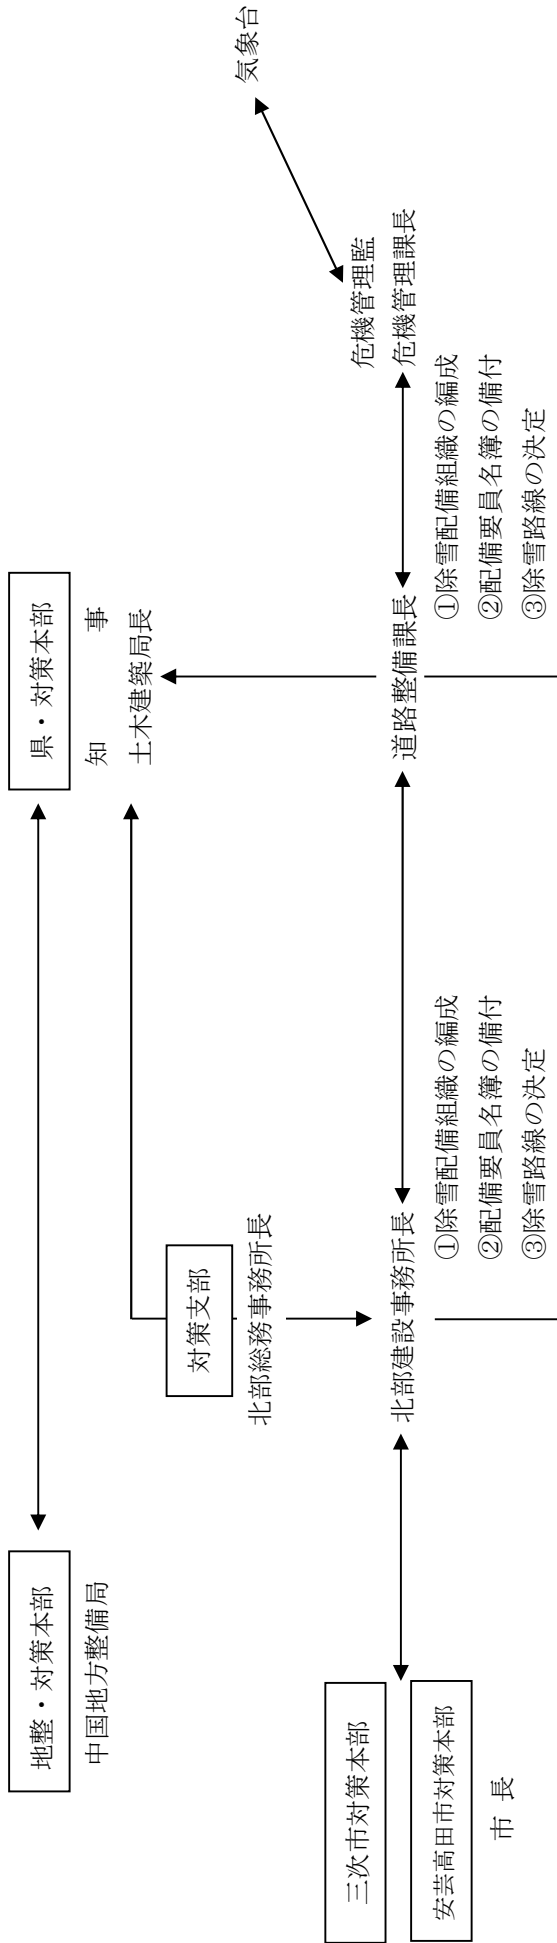 地整・対策本部
中国地方整備局
県・対策本部
知　　事
土木建築局長
対策支部
北部総務事務所長
三次市対策本部
安芸高田市対策本部
市 長
北部建設事務所長
①除雪配備組織の編成
②配備要員名簿の備付
③除雪路線の決定
道路整備課長
①除雪配備組織の編成
②配備要員名簿の備付
③除雪路線の決定
危機管理監
危機管理課長
気象台